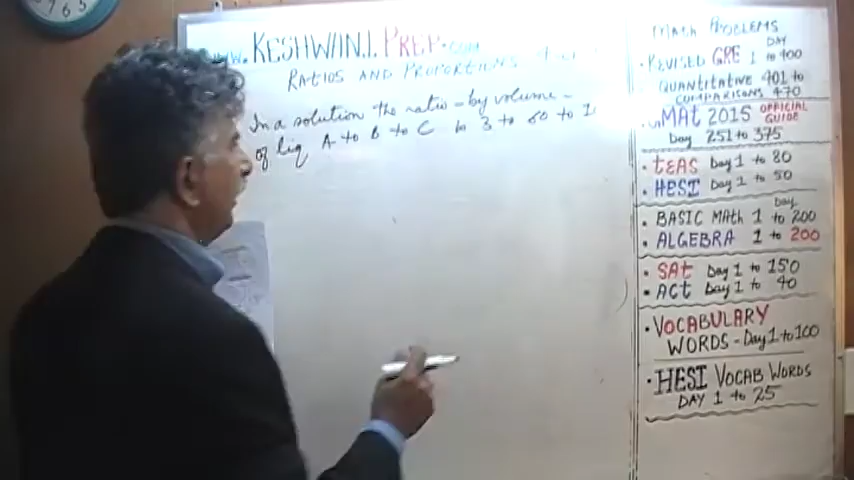 www.KESHWANI PREP.com
RATIOS AND PROPORTIONS
In a solution the ratio - by volume -
of liq A to B to C is 3 to 80 to 1
MATH PROBLEMS
DAY
• REVISED GRE 1 to 400
QUANTITATIVE 401 to
COMPARISONS 470
• GMAT 2015 OFFICIAL
GUIDE
Day 251 to 375
• TEAS Day 1 to 80
• HESI Day 1 to 50
Day
• BASIC MATH 1 to 200
• ALGEBRA 1 to 200
• SAT Day 1 to 150
• ACT Day 1 to 40
• VOCABULARY
WORDS - Day 1 to 100
• HESI VOCAB WORDS
DAY 1 to 25
7
6
5